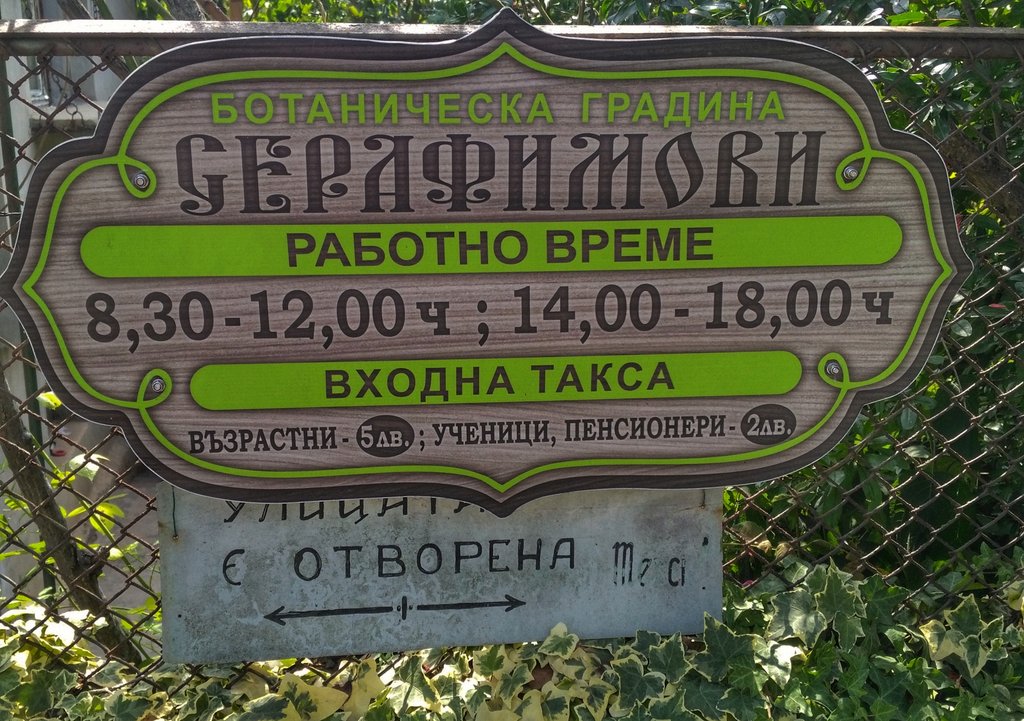 БОТАНИЧЕСКА ГРАДИНА
СЕРАФИМОВИ
РАБОТНО ВРЕМЕ
8,30-12,00 ч ; 14,00 - 18,00 ч
ВХОДНА ТАКСА
ВЪЗРАСТНИ - 5лв. ; УЧЕНИЦИ, ПЕНСИОНЕРИ - 2лв.
УЛИЦАТА
Є ОТВОРЕНА